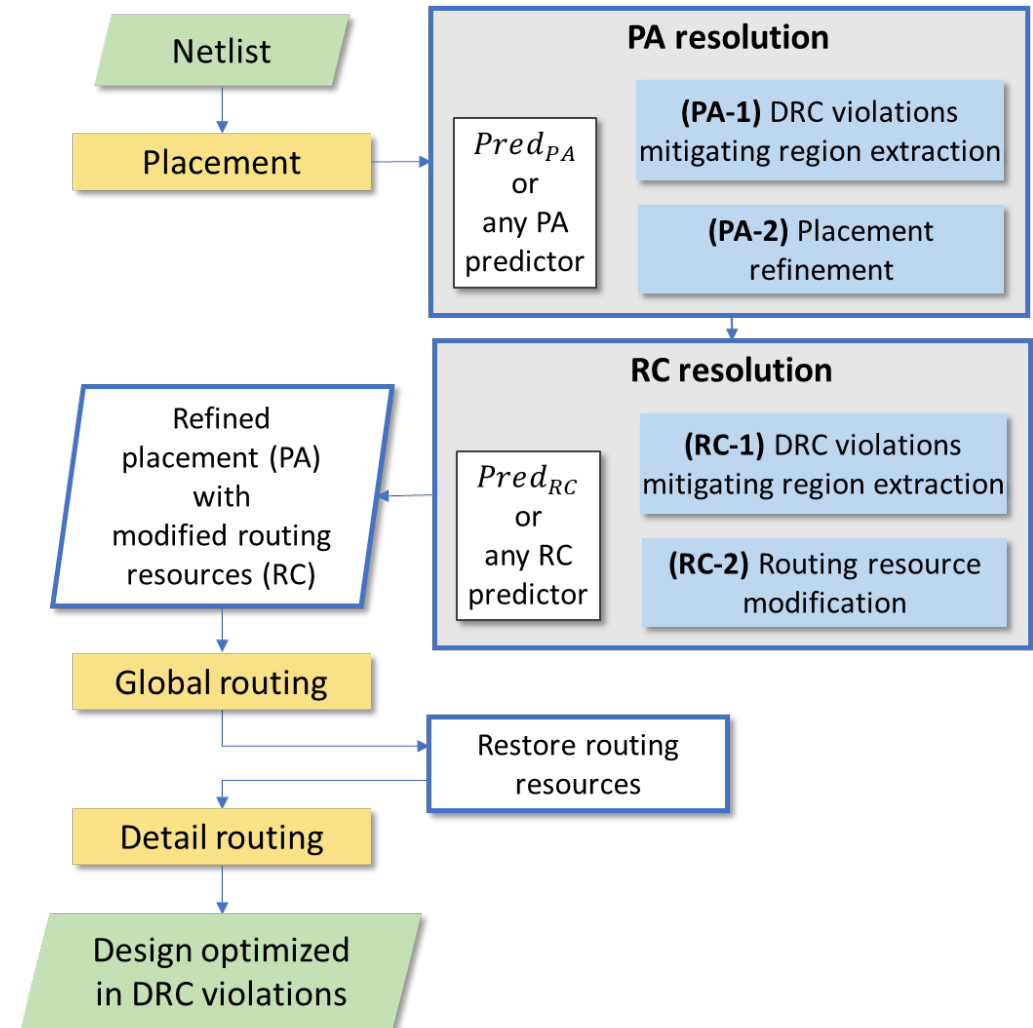 Netlist
Placement
PA resolution
Pred_PA
or
any PA
predictor
(PA-1) DRC violations
mitigating region extraction
(PA-2) Placement
refinement
RC resolution
Pred_RC
or
any RC
predictor
(RC-1) DRC violations
mitigating region extraction
(RC-2) Routing resource
modification
Refined
placement (PA)
with
modified routing
resources (RC)
Global routing
Restore routing
resources
Detail routing
Design optimized
in DRC violations